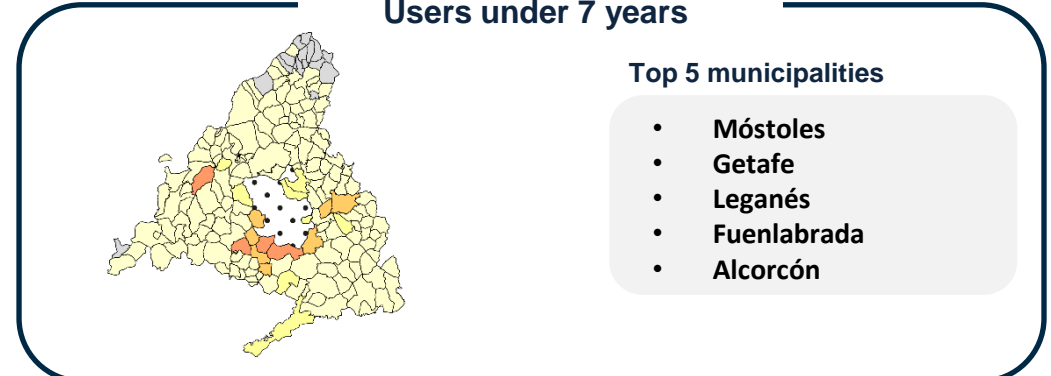 Users under 7 years
Top 5 municipalities
• Móstoles
• Getafe
• Leganés
• Fuenlabrada
• Alcorcón